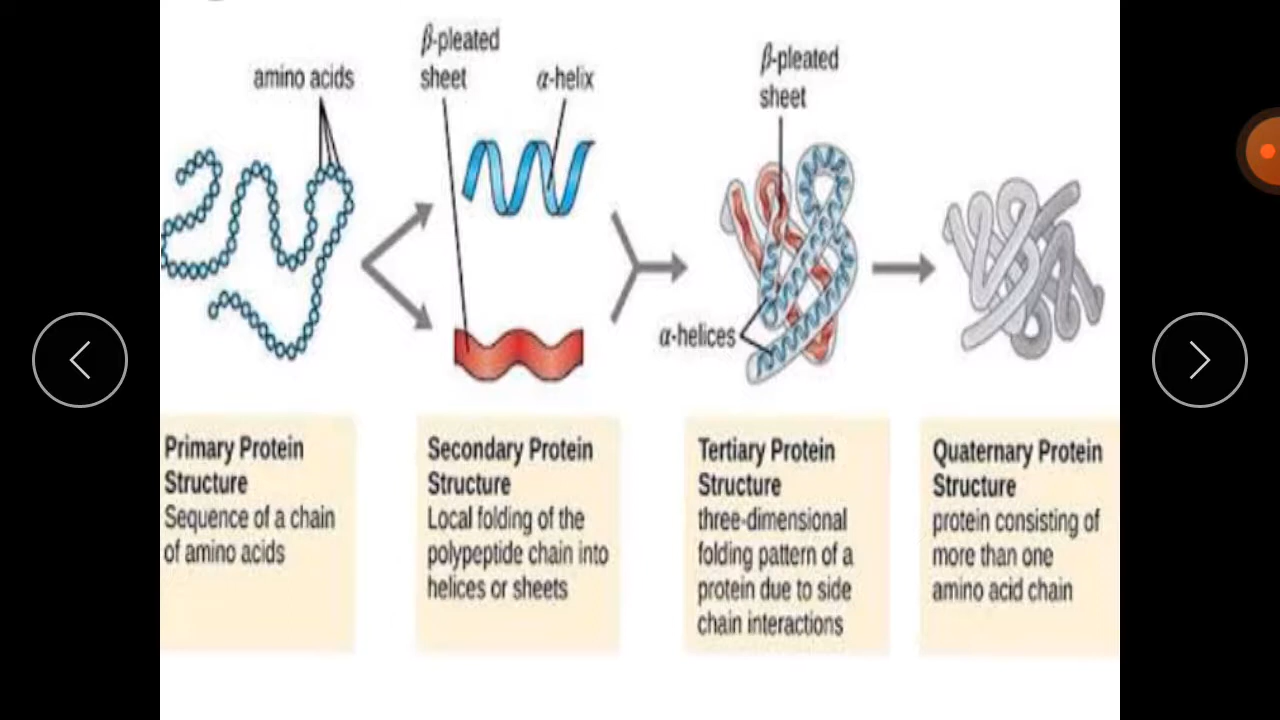 amino acids
β-pleated
sheet
α-helix
β-pleated
sheet
α-helices
Primary Protein
Structure
Sequence of a chain
of amino acids
Secondary Protein
Structure
Local folding of the
polypeptide chain into
helices or sheets
Tertiary Protein
Structure
three-dimensional
folding pattern of a
protein due to side
chain interactions
Quaternary Protein
Structure
protein consisting of
more than one
amino acid chain